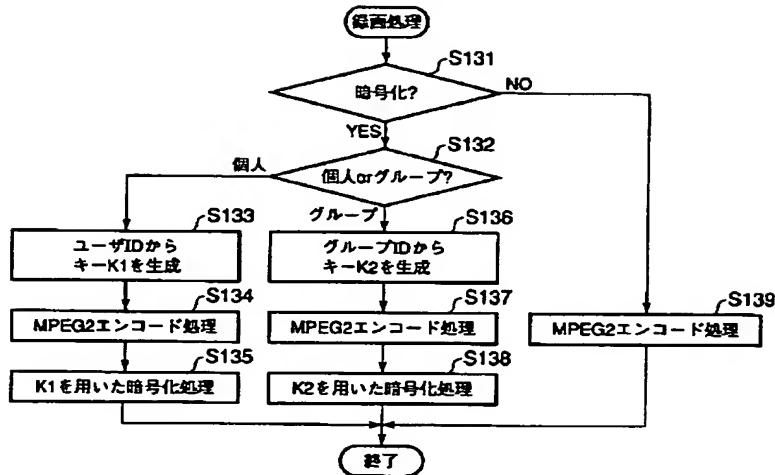 録画処理
S131
暗号化?
NO
YES
S132
個人
個人orグループ?
グループ
S133
ユーザIDから
キーK1を生成
S136
グループIDから
キーK2を生成
S134
MPEG2エンコード処理
S137
MPEG2エンコード処理
S139
MPEG2エンコード処理
S135
K1を用いた暗号化処理
S138
K2を用いた暗号化処理
終了